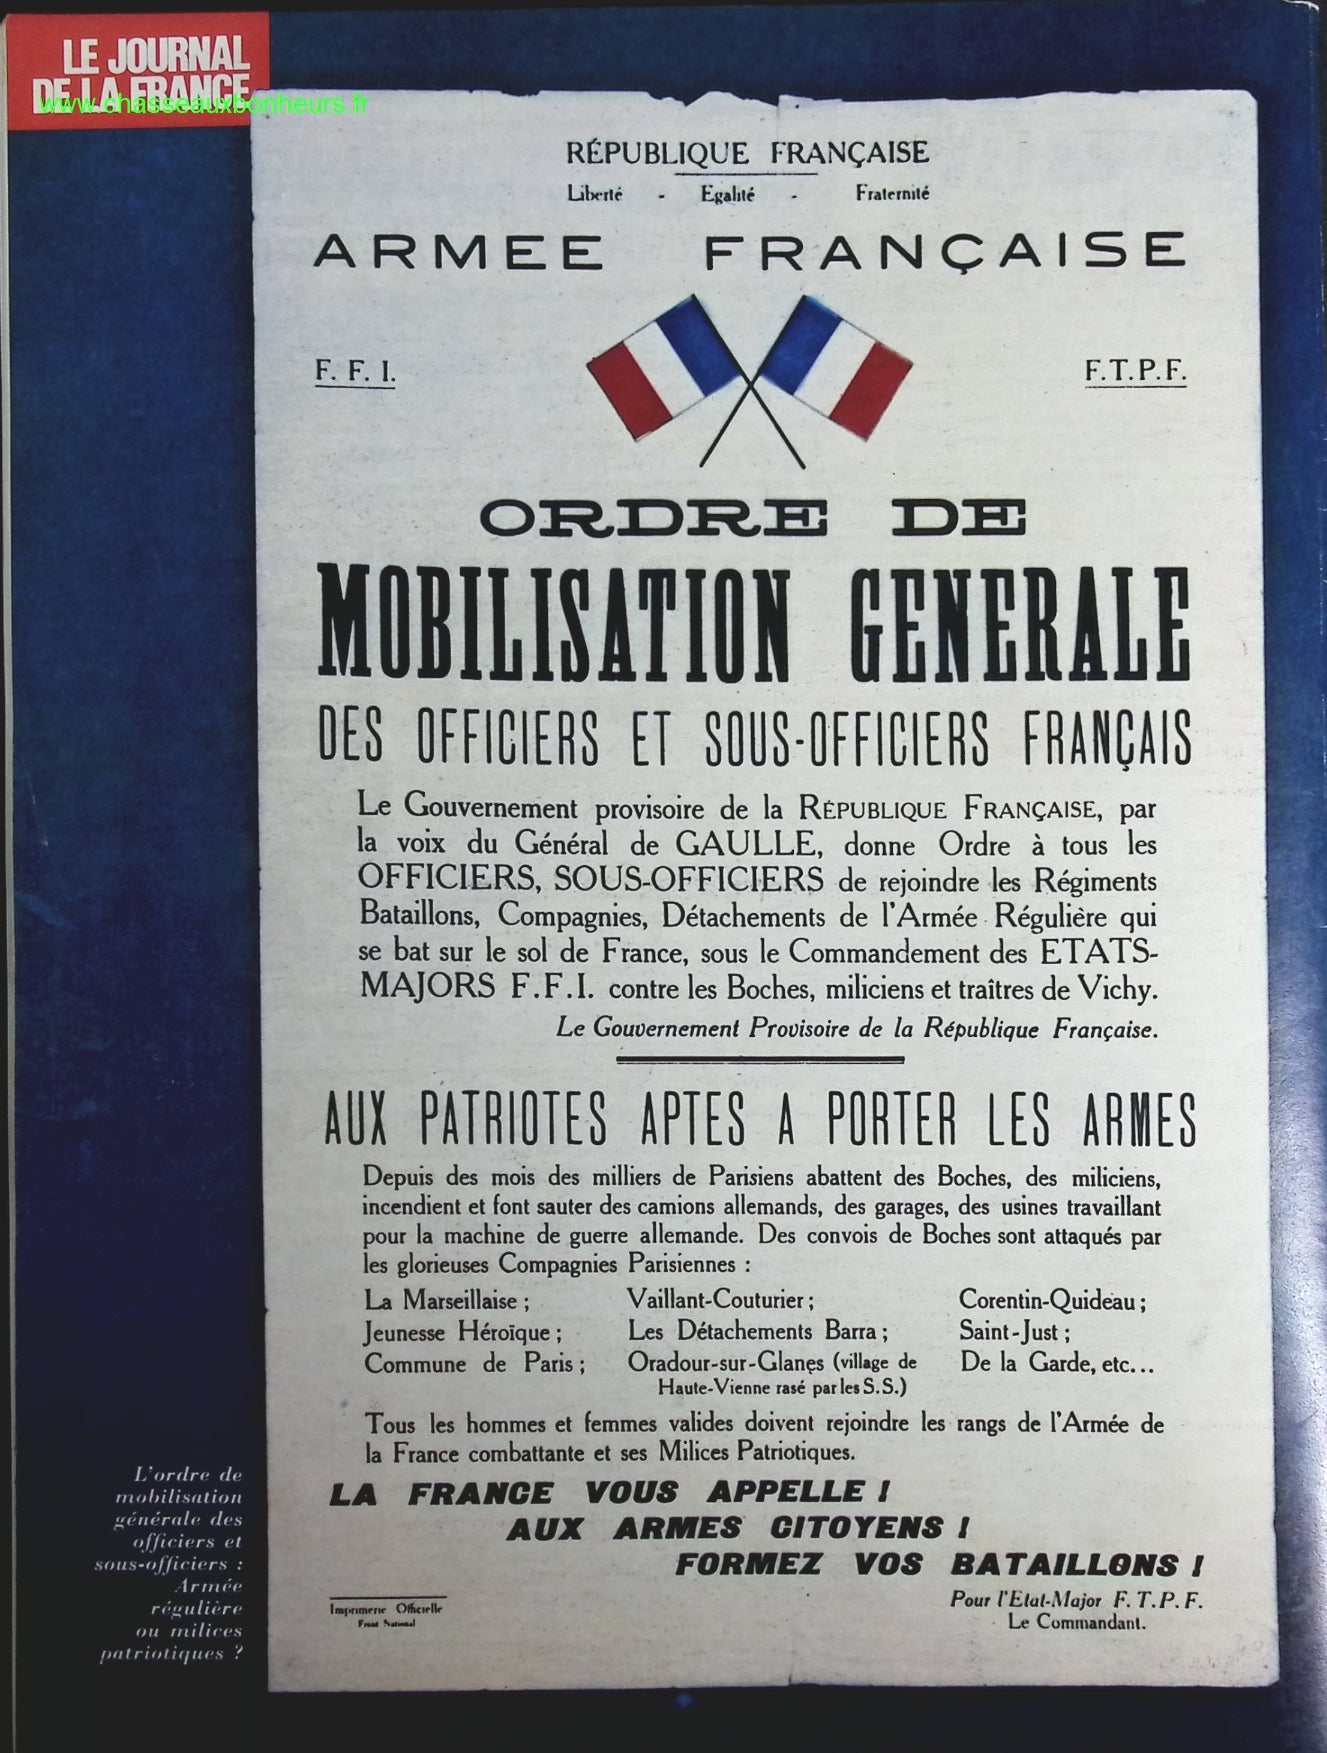 LE JOURNAL
DE LA FRANCE
www.chasseauxbonheurs.fr
RÉPUBLIQUE FRANÇAISE
Liberté - Egalité - Fraternité
ARMEE FRANÇAISE
F. F. I. F.T.P.F.
ORDRE DE
MOBILISATION GENERALE
DES OFFICIERS ET SOUS-OFFICIERS FRANÇAIS
Le Gouvernement provisoire de la RÉPUBLIQUE FRANÇAISE, par
la voix du Général de GAULLE, donne Ordre à tous les
OFFICIERS, SOUS-OFFICIERS de rejoindre les Régiments
Bataillons, Compagnies, Détachements de l'Armée Régulière qui
se bat sur le sol de France, sous le Commandement des ETATS-
MAJORS F.F.I. contre les Boches, miliciens et traîtres de Vichy.
Le Gouvernement Provisoire de la République Française.
AUX PATRIOTES APTES A PORTER LES ARMES
Depuis des mois des milliers de Parisiens abattent des Boches, des miliciens,
incendient et font sauter des camions allemands, des garages, des usines travaillant
pour la machine de guerre allemande. Des convois de Boches sont attaqués par
les glorieuses Compagnies Parisiennes :
La Marseillaise ; Vaillant-Couturier ; Corentin-Quideau ;
Jeunesse Héroïque ; Les Détachements Barra ; Saint-Just ;
Commune de Paris ; Oradour-sur-Glanes (village de De la Garde, etc...
Haute-Vienne rasé par les S.S.)
Tous les hommes et femmes valides doivent rejoindre les rangs de l'Armée de
la France combattante et ses Milices Patriotiques.
LA FRANCE VOUS APPELLE !
AUX ARMES CITOYENS !
FORMEZ VOS BATAILLONS !
Pour l'Etat-Major F. T. P. F.
Le Commandant.
Imprimerie Officielle
Front National
L'ordre de
mobilisation
générale des
officiers et
sous-officiers :
Armée
régulière
ou milices
patriotiques ?